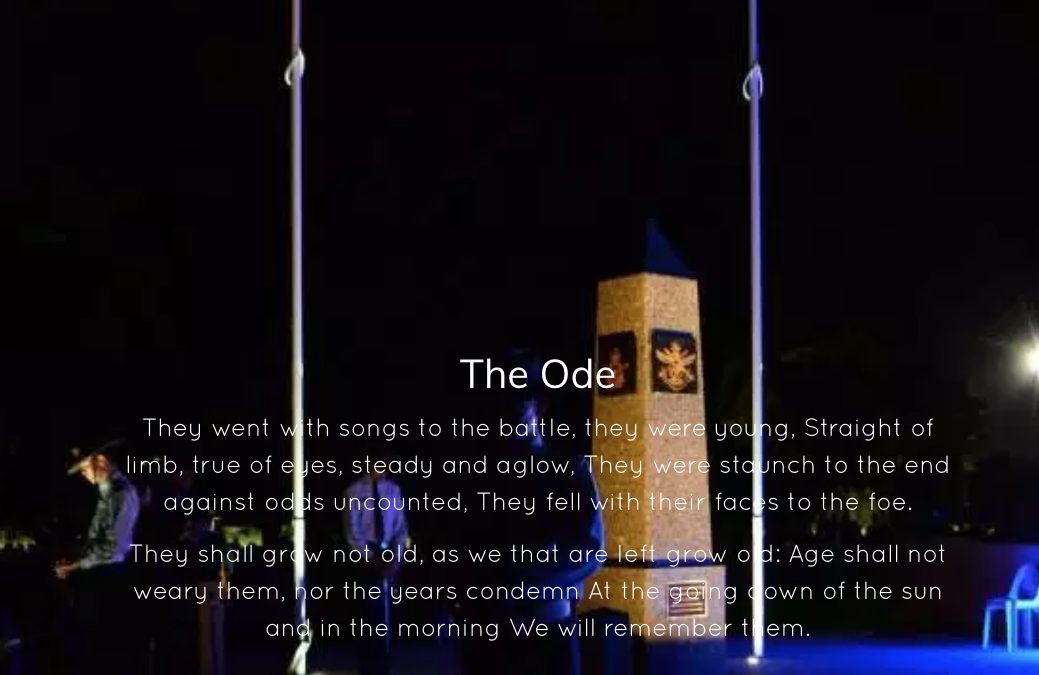 The Ode
They went with songs to the battle, they were young, Straight of
limb, true of eyes, steady and aglow, They were staunch to the end
against odds uncounted, They fell with their faces to the foe.
They shall grow not old, as we that are left grow old: Age shall not
weary them, nor the years condemn At the going down of the sun
and in the morning We will remember them.